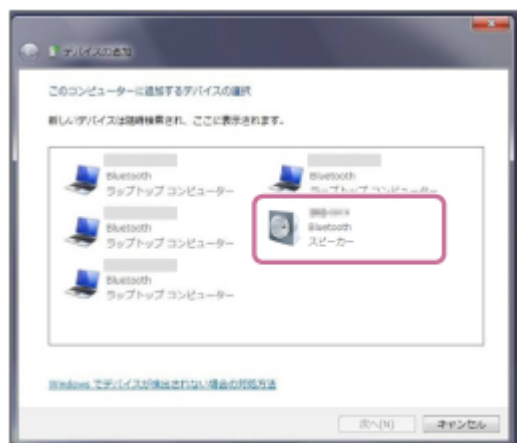 デバイスの追加
このコンピューターに追加するデバイスの選択
新しいデバイスは随時検索され、ここに表示されます。
Bluetooth
ラップトップ コンピューター
Bluetooth
ラップトップ コンピューター
Bluetooth
ラップトップ コンピューター
Bluetooth
スピーカー
Bluetooth
ラップトップ コンピューター
Windows でデバイスが検出されない場合の対処方法
次へ(N)
キャンセル